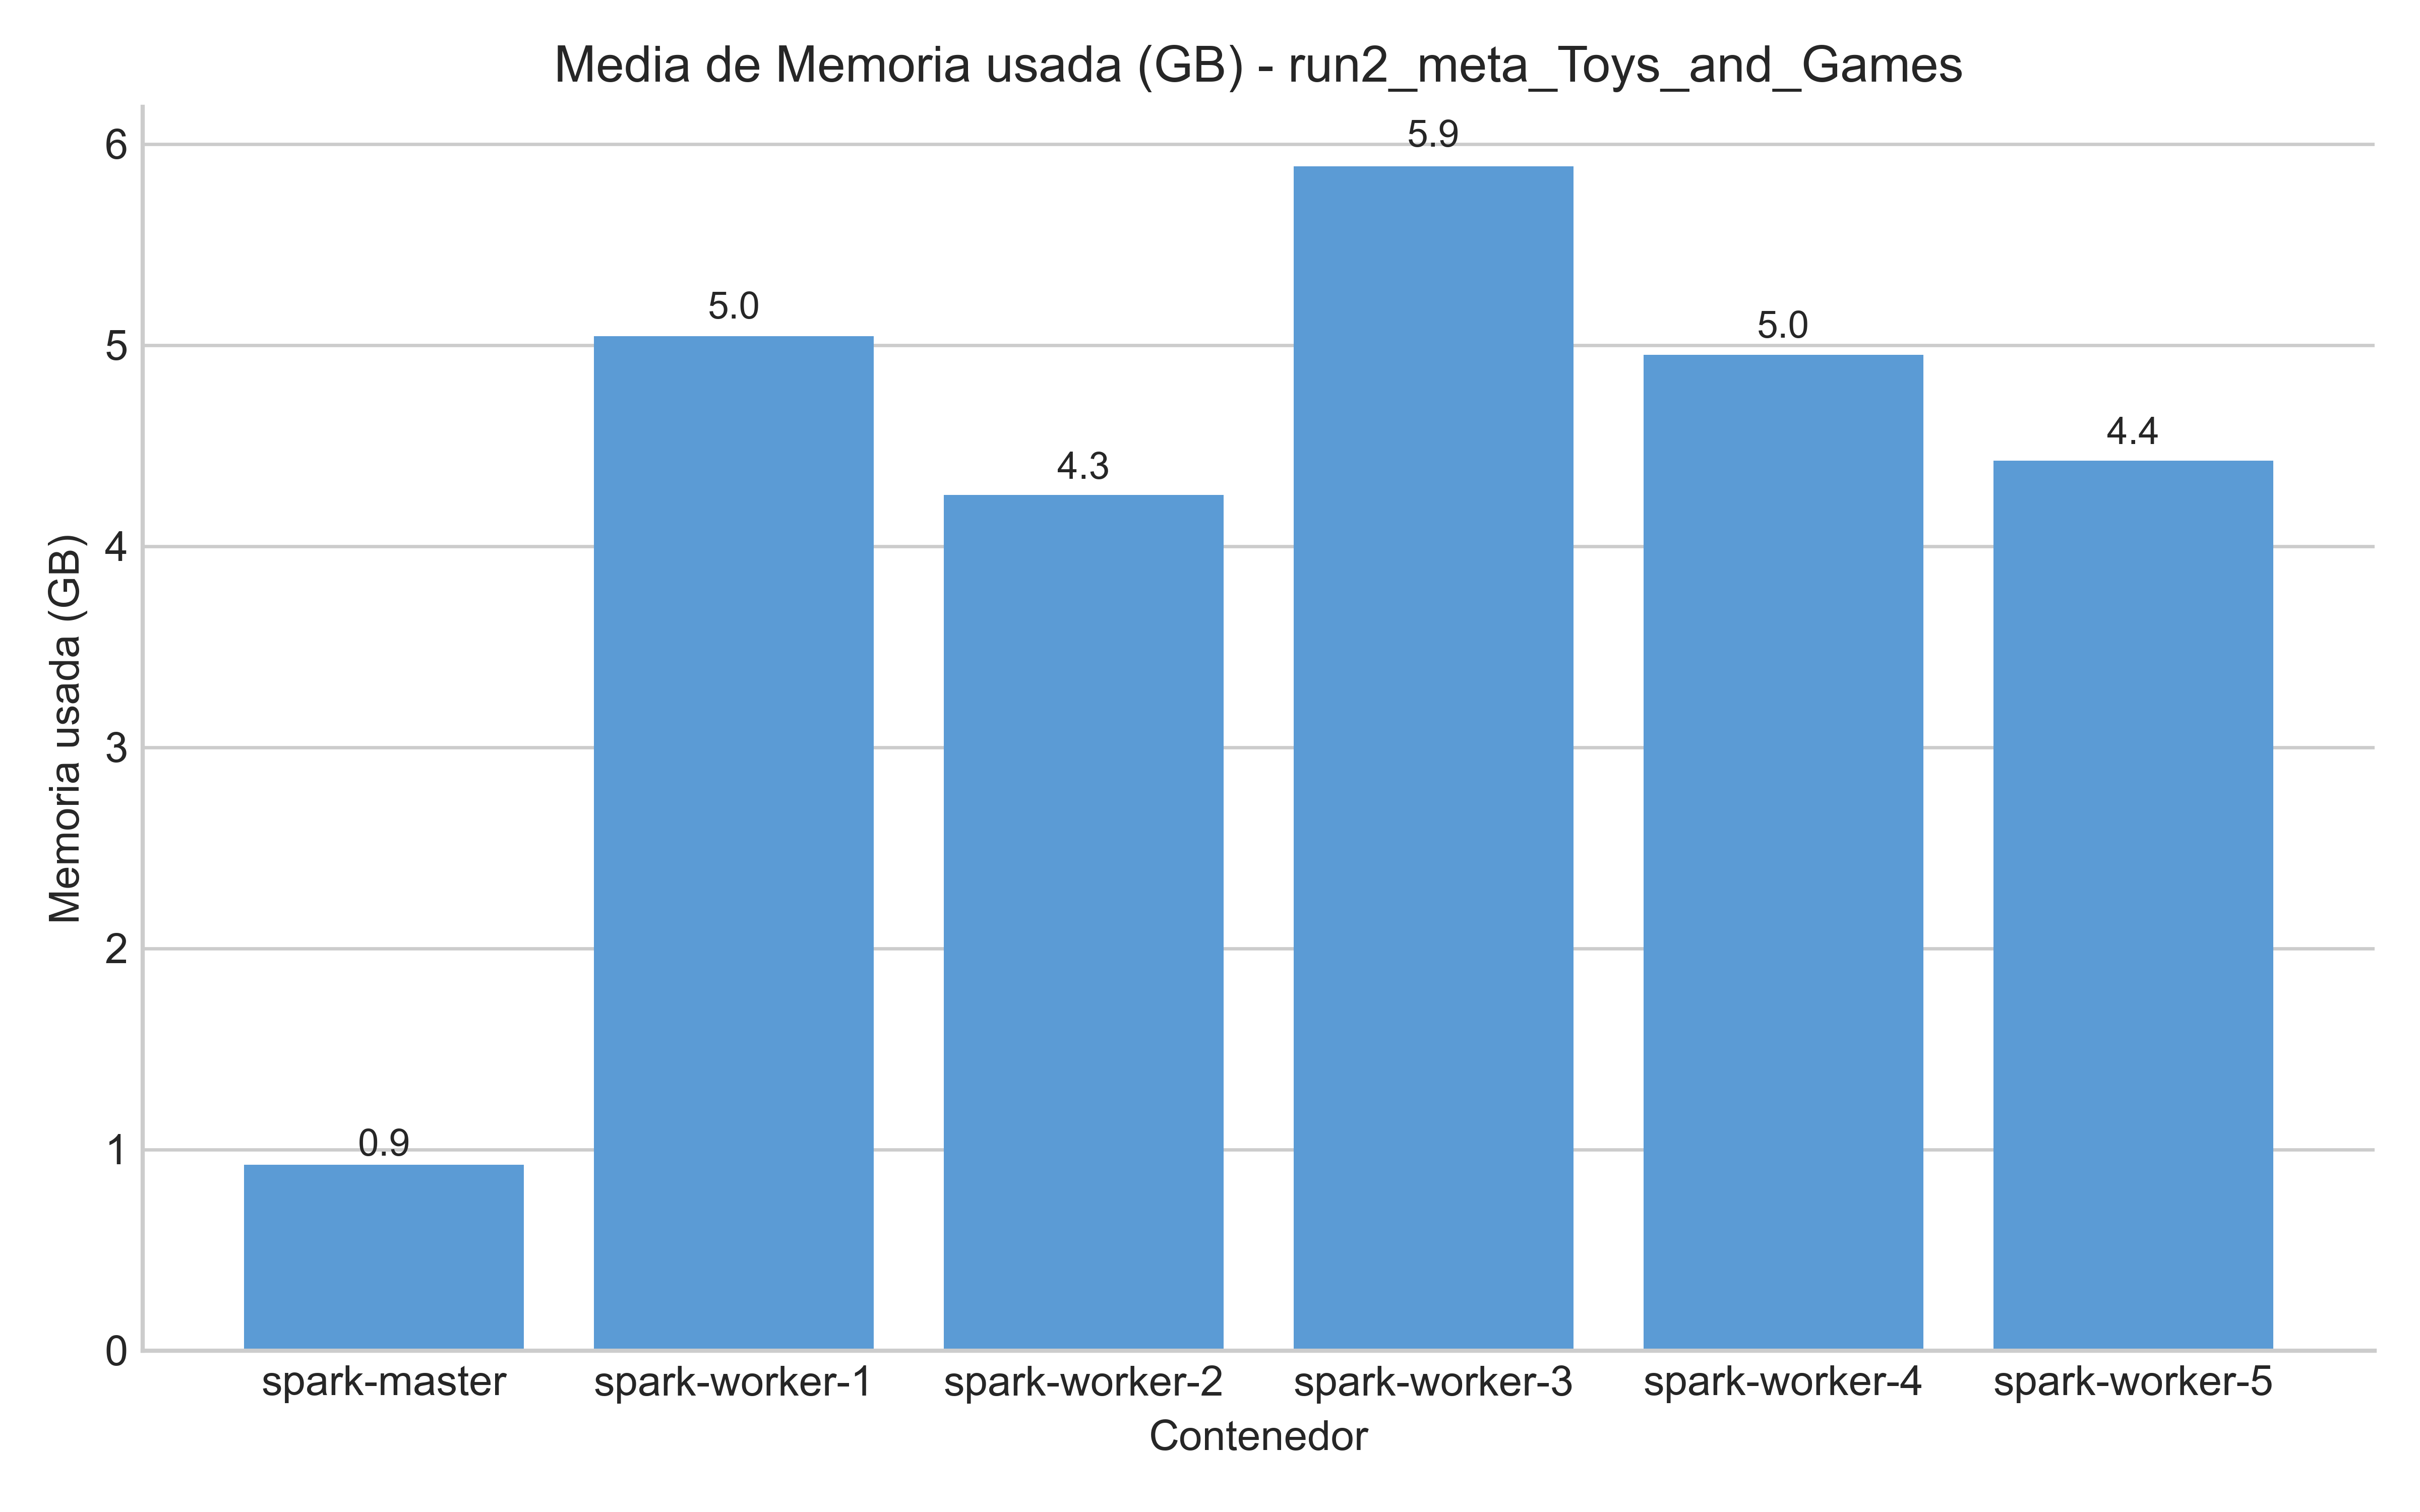 Media de Memoria usada (GB) - run2_meta_Toys_and_Games
Memoria usada (GB)
6
5
4
3
2
1
0
0.9
5.0
4.3
5.9
5.0
4.4
spark-master
spark-worker-1
spark-worker-2
spark-worker-3
spark-worker-4
spark-worker-5
Contenedor